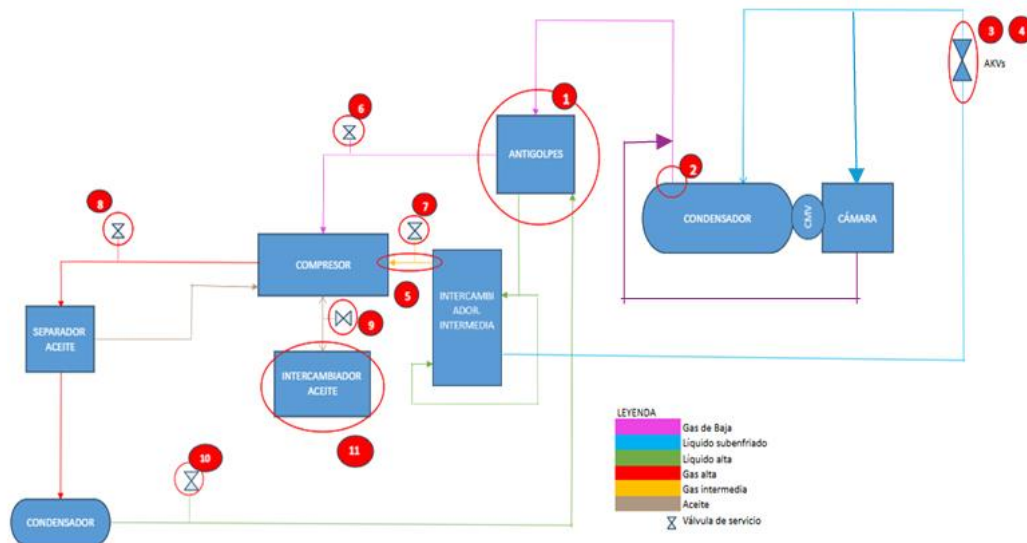 3
4
AKVs
1
6
ANTIGOLPES
2
8
7
CONDENSADOR
CMV
CÁMARA
COMPRESOR
5
INTERCAMBI
ADOR.
INTERMEDIA
9
SEPARADOR
ACEITE
INTERCAMBIADOR
ACEITE
11
10
CONDENSADOR
LEYENDA
Gas de Baja
Líquido subenfriado
Líquido alta
Gas alta
Gas intermedia
Aceite
Válvula de servicio